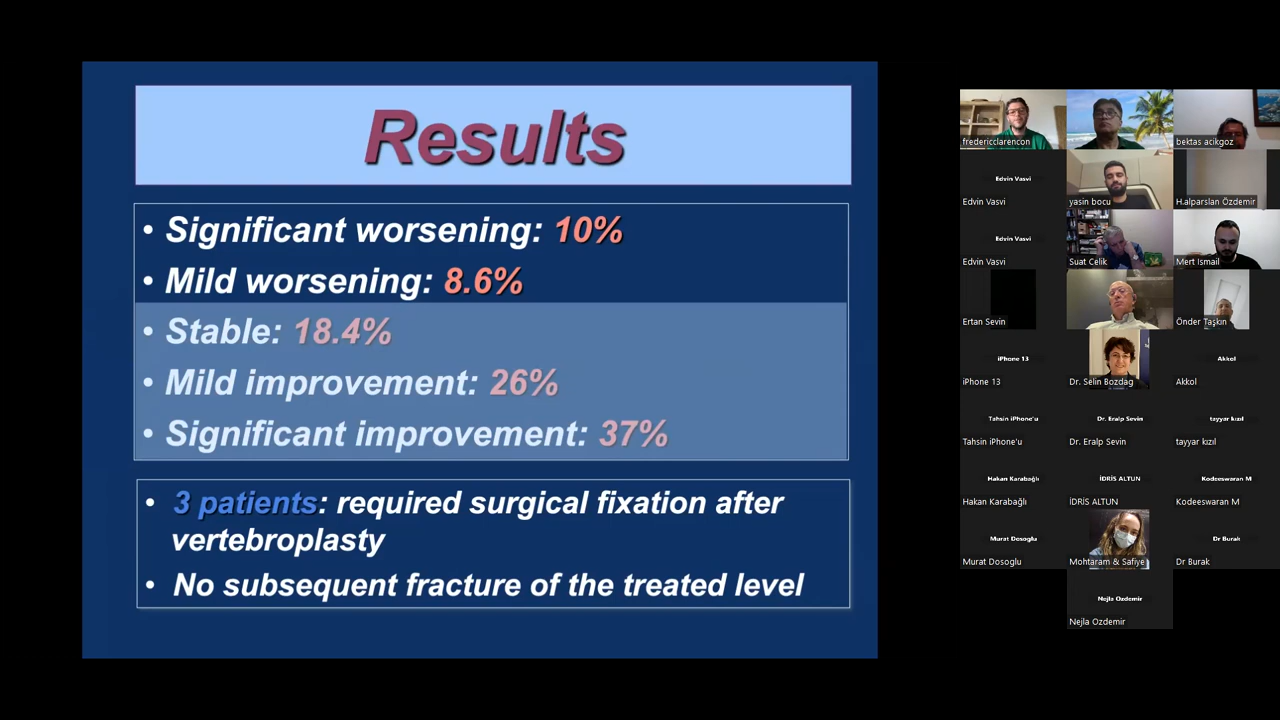 Results
• Significant worsening: 10%
• Mild worsening: 8.6%
• Stable: 18.4%
• Mild improvement: 26%
• Significant improvement: 37%
• 3 patients: required surgical fixation after
vertebroplasty
• No subsequent fracture of the treated level
fredericclarencon
bektas acikgoz
Edvin Vasvi
Edvin Vasvi
yasin bocu
H.alparslan Özdemir
Edvin Vasvi
Edvin Vasvi
Suat Celik
Mert Ismail
Ertan Sevin
Önder Taşkın
iPhone 13
iPhone 13
Dr. Selin Bozdag
Akkol
Akkol
Tahsin iPhone'u
Tahsin iPhone'u
Dr. Eralp Sevin
Dr. Eralp Sevin
tayyar kızıl
tayyar kızıl
Hakan Karabağlı
Hakan Karabağlı
İDRİS ALTUN
İDRİS ALTUN
Kodeeswaran M
Kodeeswaran M
Murat Dosoglu
Murat Dosoglu
Mohtaram & Safiye
Dr Burak
Dr Burak
Nejla Ozdemir
Nejla Ozdemir